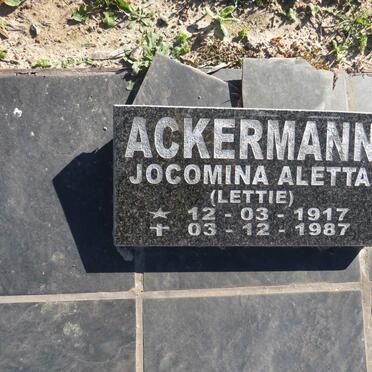 ACKERMANN
JOCOMINA ALETTA
(LETTIE)
☆ 12 - 03 - 1917
✝ 03 - 12 - 1987